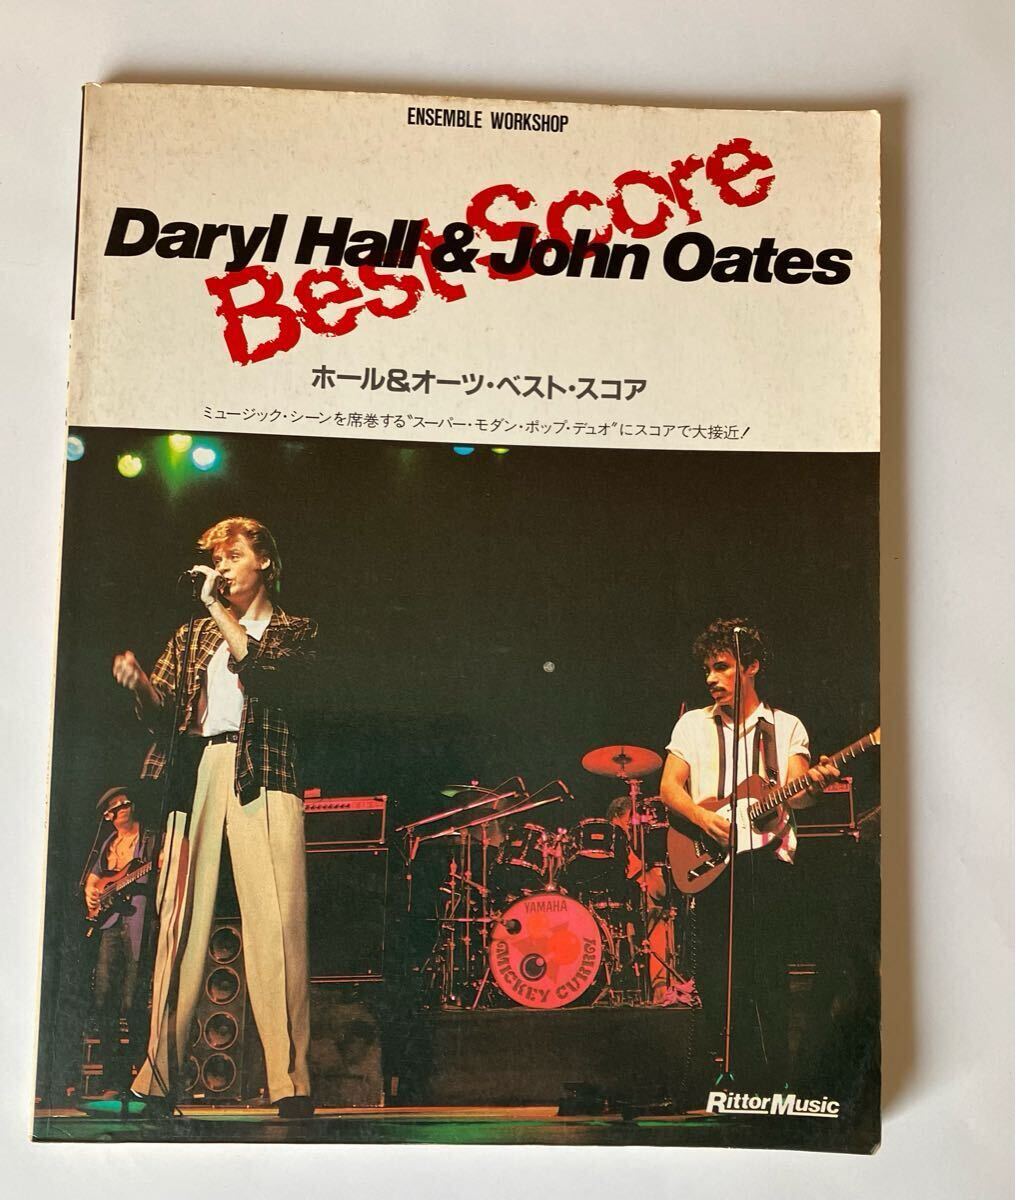 ENSEMBLE WORKSHOP
Best Score
Daryl Hall & John Oates
ホール&オーツ・ベスト・スコア
ミュージック・シーンを席巻する〝スーパー・モダン・ポップ・デュオ〟にスコアで大接近!
YAMAHA
MICKEY CURRY
RittorMusic